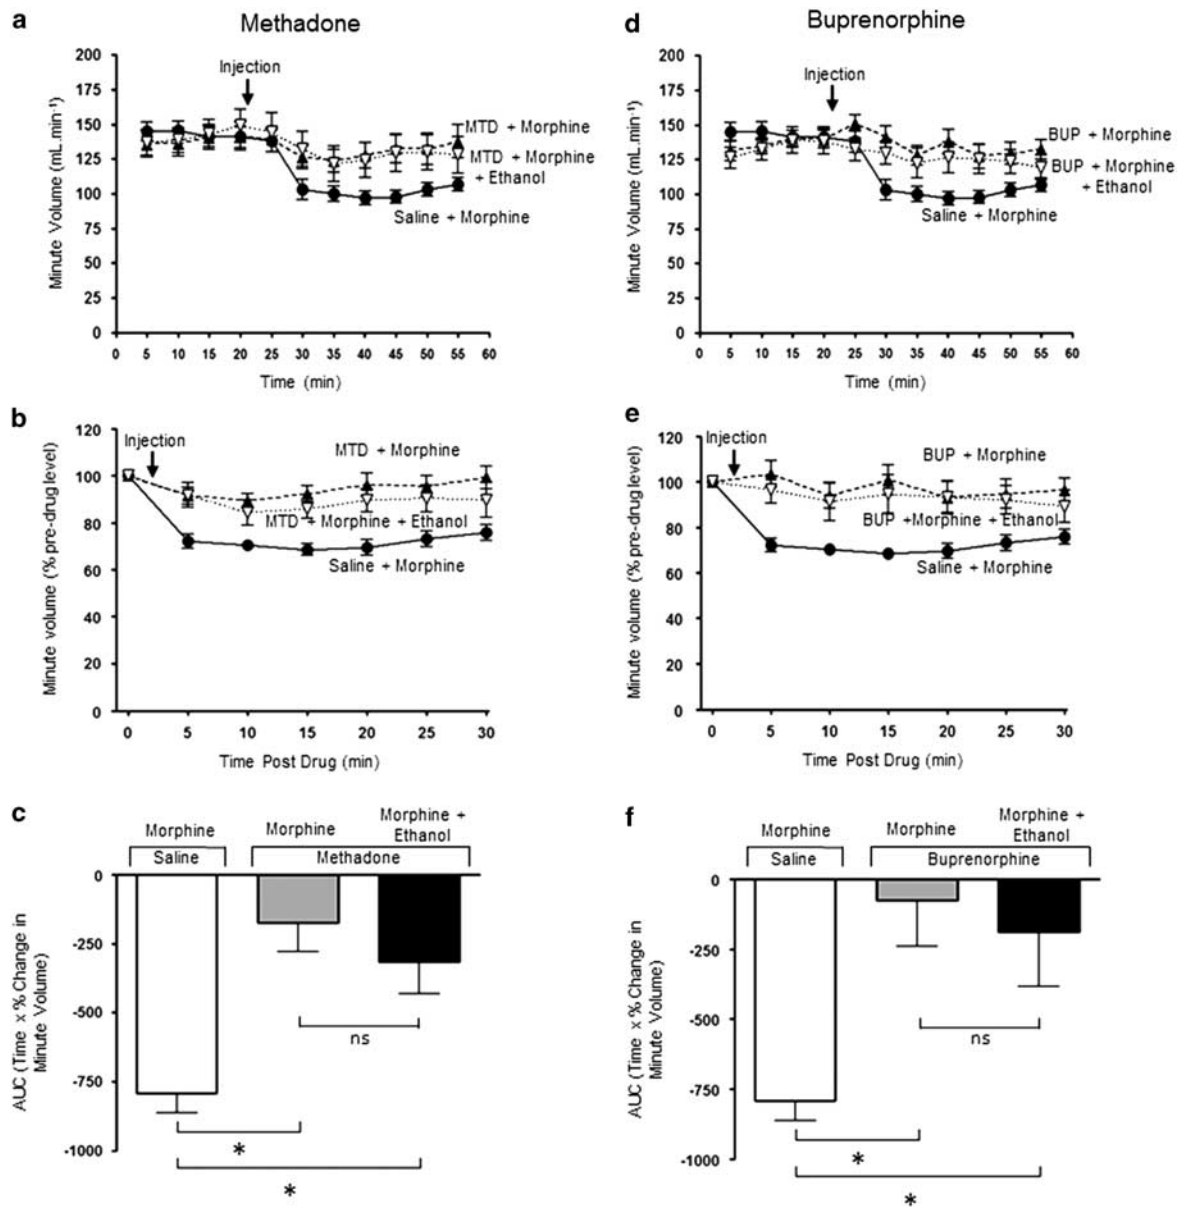 a
Methadone
Injection
Minute Volume (mL.min⁻¹)
200
175
150
125
100
75
50
25
0
MTD + Morphine
MTD + Morphine
+ Ethanol
Saline + Morphine
0 5 10 15 20 25 30 35 40 45 50 55 60
Time (min)
d
Buprenorphine
Injection
Minute Volume (mL.min⁻¹)
200
175
150
125
100
75
50
25
0
BUP + Morphine
BUP + Morphine
+ Ethanol
Saline + Morphine
0 5 10 15 20 25 30 35 40 45 50 55 60
Time (min)
b
Injection
Minute volume (% pre-drug level)
120
100
80
60
40
20
0
MTD + Morphine
MTD + Morphine + Ethanol
Saline + Morphine
0 5 10 15 20 25 30
Time Post Drug (min)
e
Injection
Minute volume (% pre-drug level)
120
100
80
60
40
20
0
BUP + Morphine
BUP +Morphine + Ethanol
Saline + Morphine
0 5 10 15 20 25 30
Time Post Drug (min)
c
Morphine
Saline
Morphine
Morphine +
Ethanol
Methadone
AUC (Time x % Change in
Minute Volume)
0
-250
-500
-750
-1000
ns
*
*
f
Morphine
Saline
Morphine
Morphine +
Ethanol
Buprenorphine
AUC (Time x % Change in
Minute Volume)
0
-250
-500
-750
-1000
ns
*
*